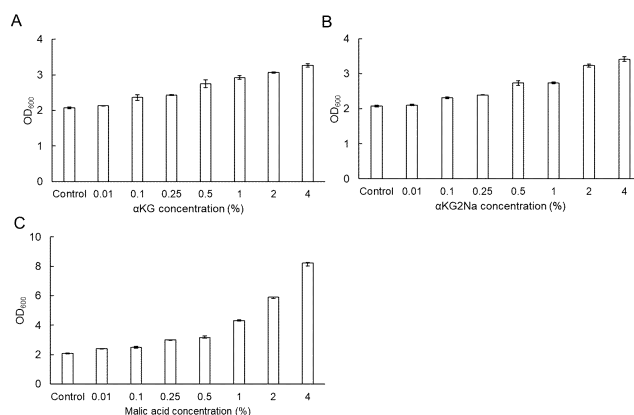 A
4
3
2
1
0
OD600
Control 0.01 0.1 0.25 0.5 1 2 4
αKG concentration (%)
B
4
3
2
1
0
OD600
Control 0.01 0.1 0.25 0.5 1 2 4
αKG2Na concentration (%)
C
10
8
6
4
2
0
OD600
Control 0.01 0.1 0.25 0.5 1 2 4
Malic acid concentration (%)